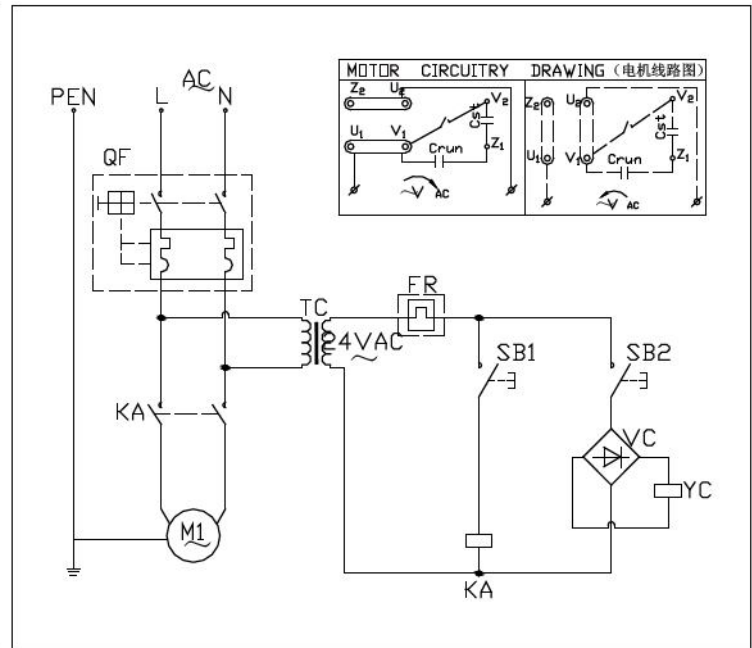 MOTOR CIRCUITRY DRAWING (电机线路图)
Z2 U2 V2 Cst
U1 V1 Crun Z1
~V AC
Z2 U2 V2 Cst
U1 V1 Crun Z1
~V AC
PEN L AC N
QF
TC 24VAC FR
SB1 SB2
KA
VC
YC
M1
KA